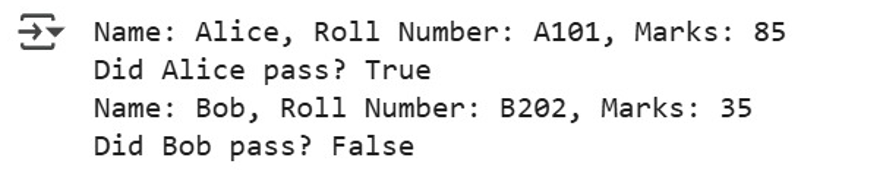 Name: Alice, Roll Number: A101, Marks: 85
Did Alice pass? True
Name: Bob, Roll Number: B202, Marks: 35
Did Bob pass? False